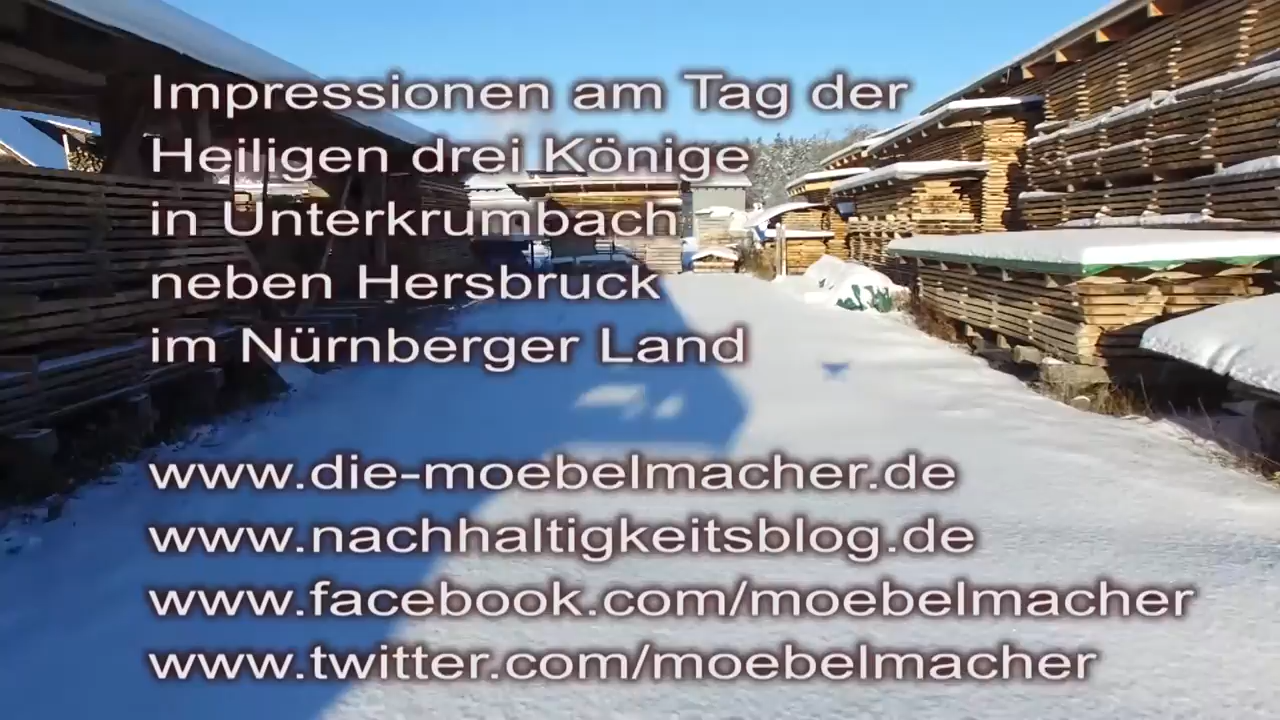 Impressionen am Tag der
Heiligen drei Könige
in Unterkrumbach
neben Hersbruck
im Nürnberger Land
www.die-moebelmacher.de
www.nachhaltigkeitsblog.de
www.facebook.com/moebelmacher
www.twitter.com/moebelmacher